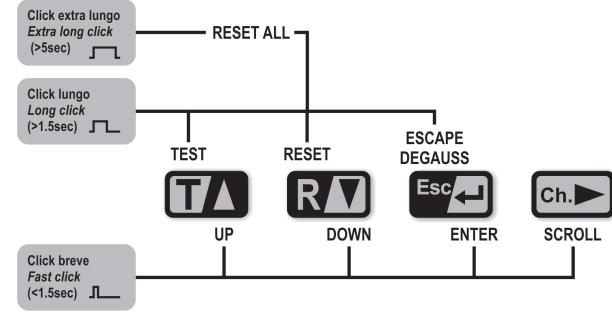 Click extra lungo
Extra long click
(>5sec)
RESET ALL
Click lungo
Long click
(>1.5sec)
TEST
RESET
ESCAPE
DEGAUSS
T
R
Esc
Ch.
UP
DOWN
ENTER
SCROLL
Click breve
Fast click
(<1.5sec)